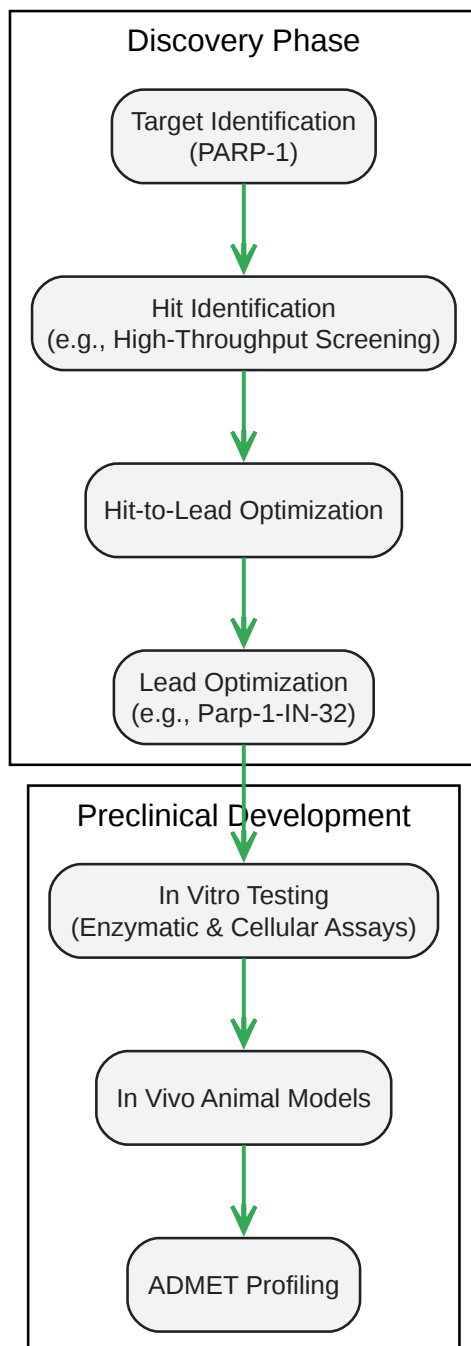 Discovery Phase
Target Identification
(PARP-1)
Hit Identification
(e.g., High-Throughput Screening)
Hit-to-Lead Optimization
Lead Optimization
(e.g., Parp-1-IN-32)
Preclinical Development
In Vitro Testing
(Enzymatic & Cellular Assays)
In Vivo Animal Models
ADMET Profiling